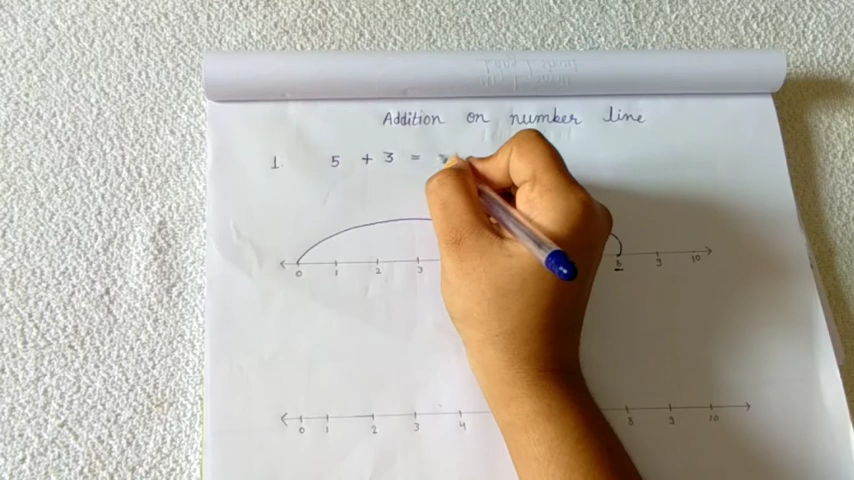 Addition on number line
1. 5 + 3 =
0 1 2 3 8 9 10
0 1 2 3 4 8 9 10